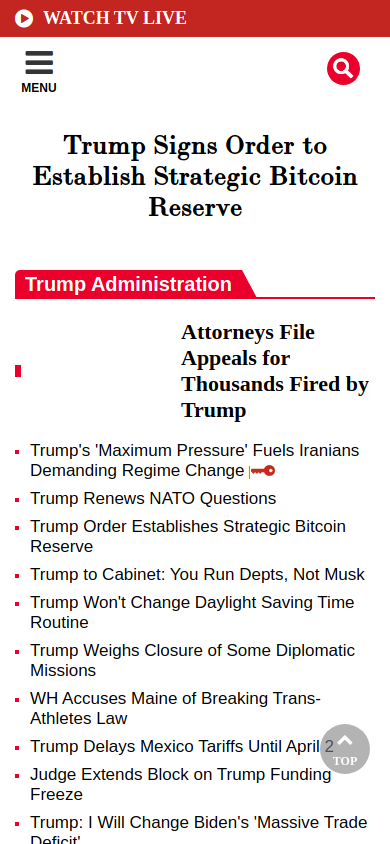 WATCH TV LIVE
MENU
Trump Signs Order to
Establish Strategic Bitcoin
Reserve
Trump Administration
Attorneys File
Appeals for
Thousands Fired by
Trump
Trump's 'Maximum Pressure' Fuels Iranians
Demanding Regime Change
Trump Renews NATO Questions
Trump Order Establishes Strategic Bitcoin
Reserve
Trump to Cabinet: You Run Depts, Not Musk
Trump Won't Change Daylight Saving Time
Routine
Trump Weighs Closure of Some Diplomatic
Missions
WH Accuses Maine of Breaking Trans-
Athletes Law
Trump Delays Mexico Tariffs Until April 2
TOP
Judge Extends Block on Trump Funding
Freeze
Trump: I Will Change Biden's 'Massive Trade
Deficit'